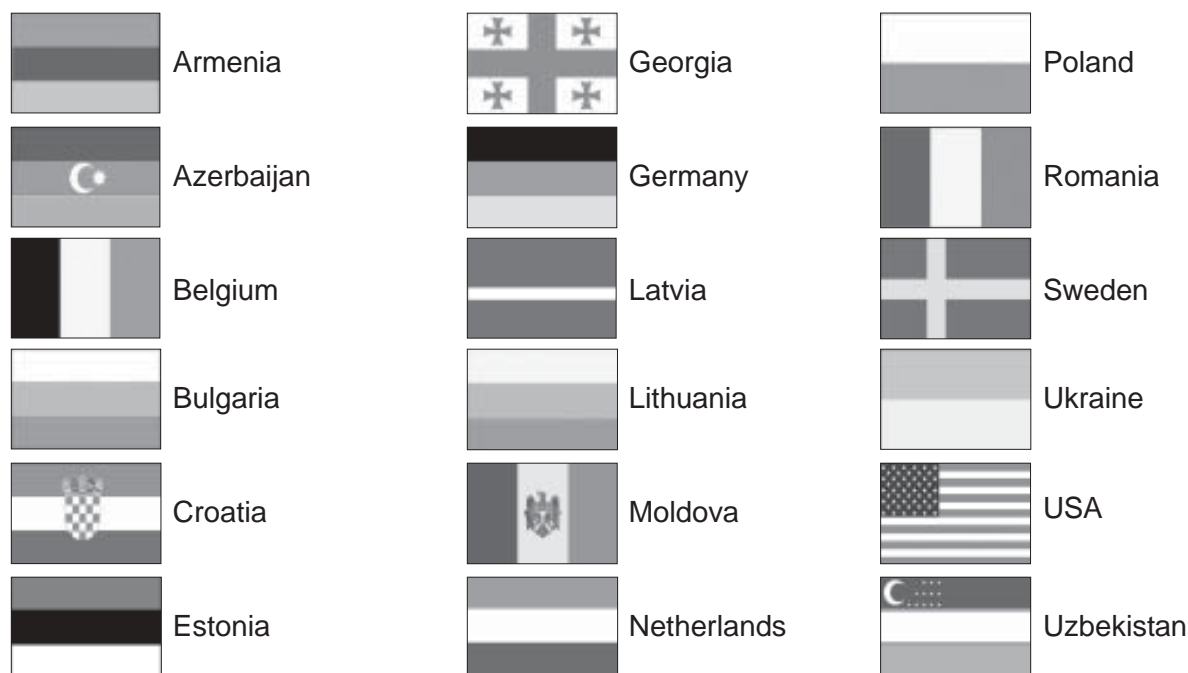 Armenia
Azerbaijan
Belgium
Bulgaria
Croatia
Estonia
Georgia
Germany
Latvia
Lithuania
Moldova
Netherlands
Poland
Romania
Sweden
Ukraine
USA
Uzbekistan